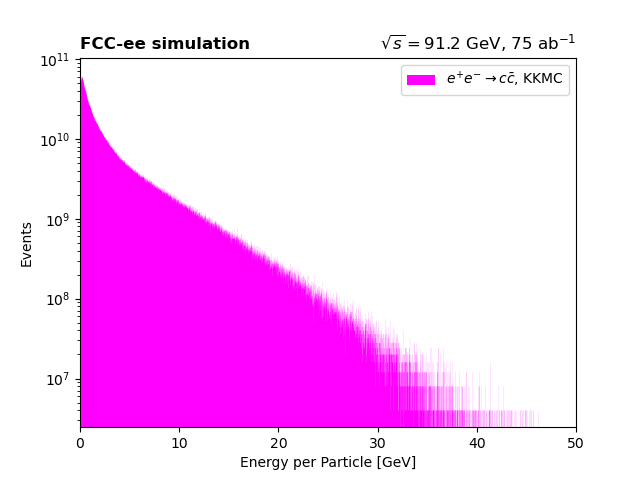 FCC-ee simulation
√s = 91.2 GeV, 75 ab⁻¹
e⁺e⁻ → cc̄, KKMC
Events
10¹¹
10¹⁰
10⁹
10⁸
10⁷
0 10 20 30 40 50
Energy per Particle [GeV]